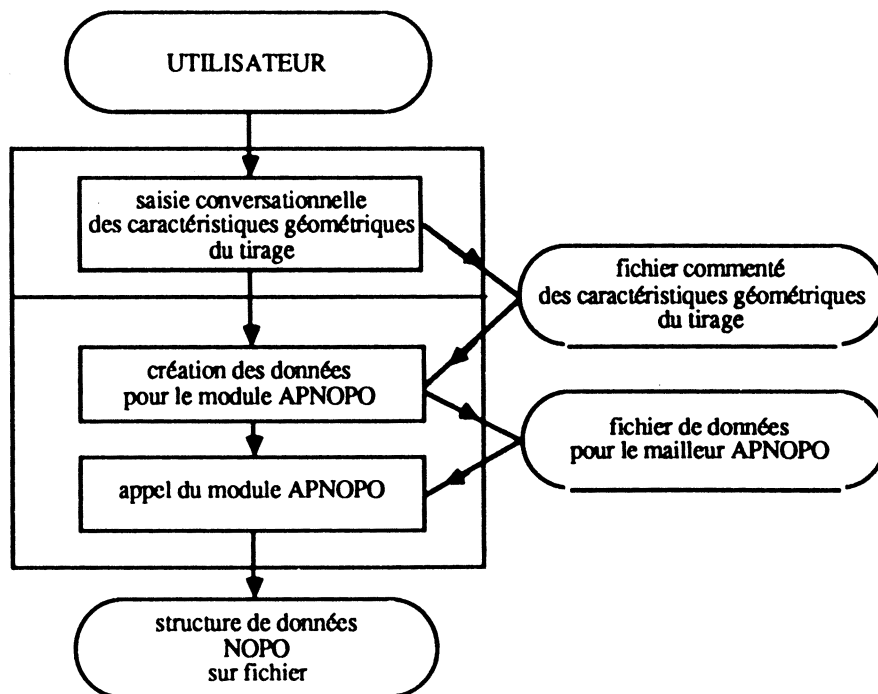 UTILISATEUR
saisie conversationnelle
des caractéristiques géométriques
du tirage
fichier commenté
des caractéristiques géométriques
du tirage
création des données
pour le module APNOPO
fichier de données
pour le mailleur APNOPO
appel du module APNOPO
structure de données
NOPO
sur fichier